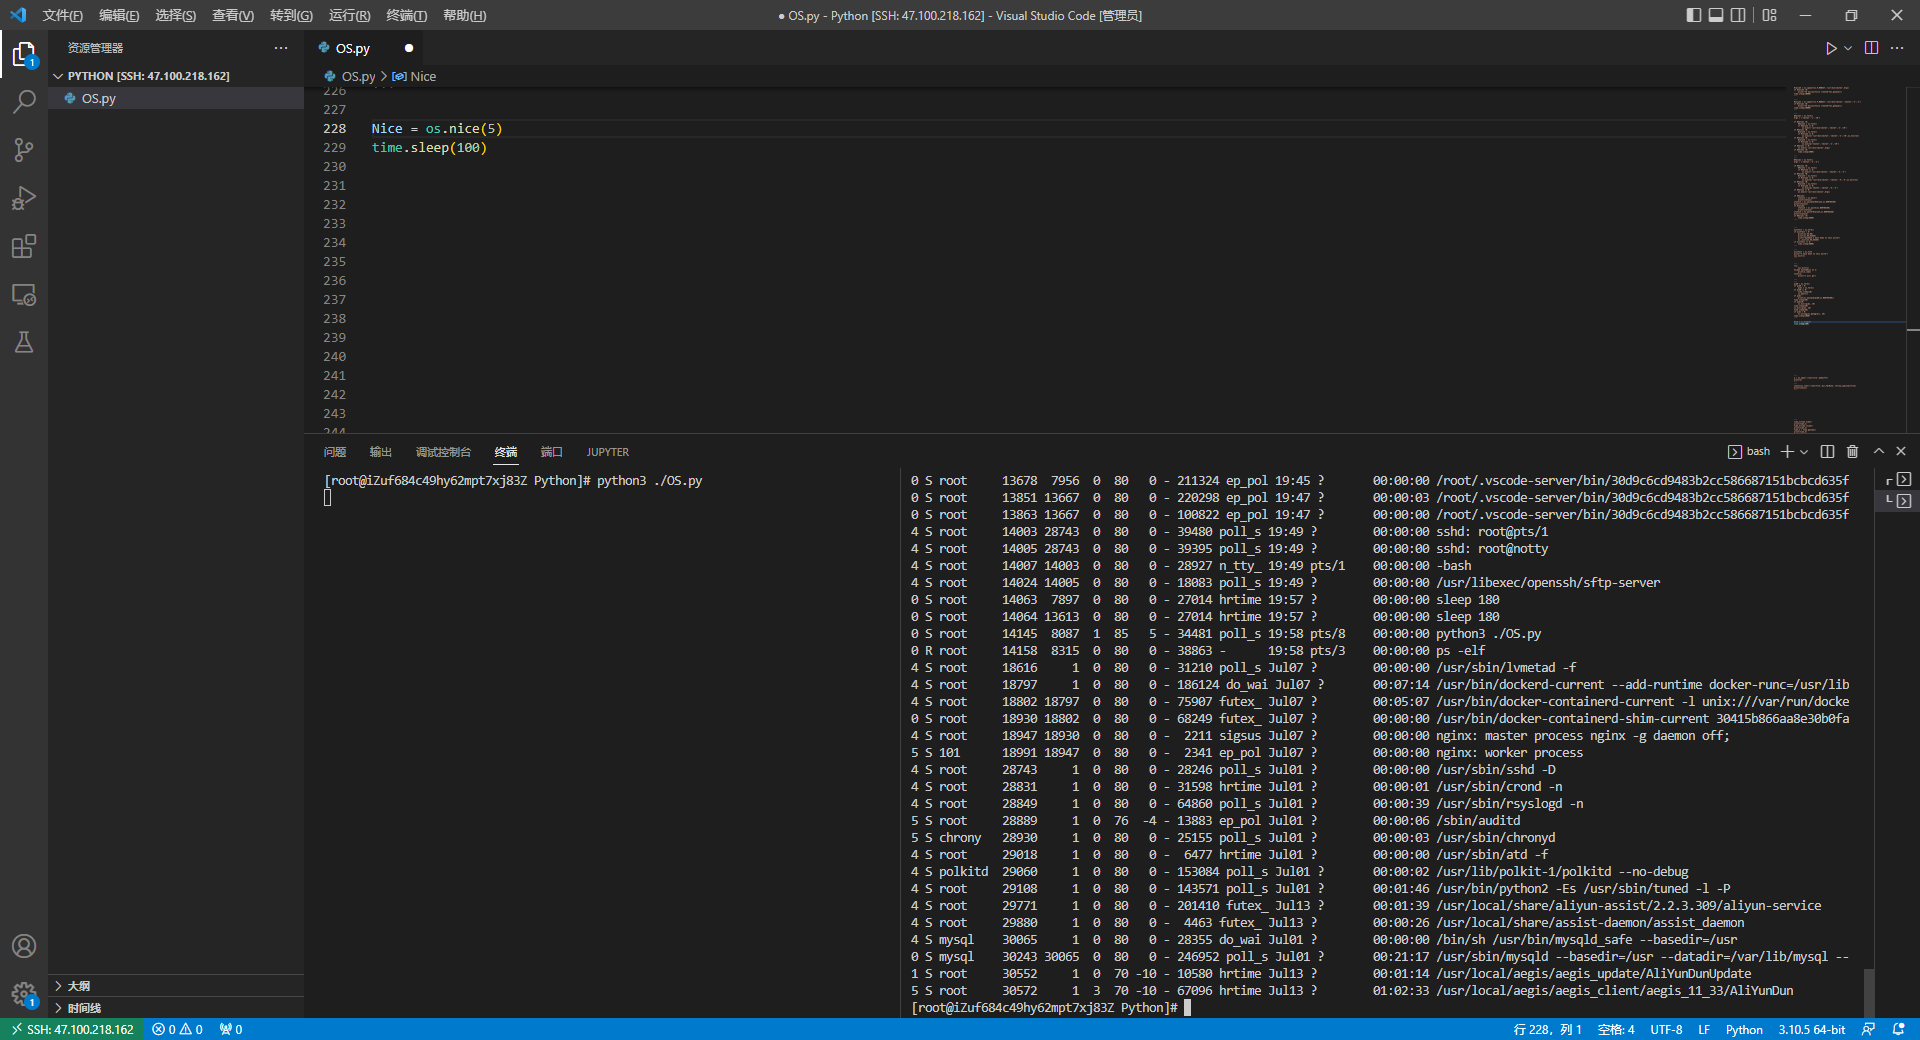 文件(F) 编辑(E) 选择(S) 查看(V) 转到(G) 运行(R) 终端(T) 帮助(H)
● OS.py - Python [SSH: 47.100.218.162] - Visual Studio Code [管理员]
资源管理器
OS.py
PYTHON [SSH: 47.100.218.162]
OS.py > Nice
OS.py
226
227
228 Nice = os.nice(5)
229 time.sleep(100)
230
231
232
233
234
235
236
237
238
239
240
241
242
243
244
问题 输出 调试控制台 终端 端口 JUPYTER
bash
[root@iZuf684c49hy62mpt7xj83Z Python]# python3 ./OS.py
0 S root 13678 7956 0 80 0 - 211324 ep_pol 19:45 ? 00:00:00 /root/.vscode-server/bin/30d9c6cd9483b2cc586687151bcbcd635f
0 S root 13851 13667 0 80 0 - 220298 ep_pol 19:47 ? 00:00:03 /root/.vscode-server/bin/30d9c6cd9483b2cc586687151bcbcd635f
0 S root 13863 13667 0 80 0 - 100822 ep_pol 19:47 ? 00:00:00 /root/.vscode-server/bin/30d9c6cd9483b2cc586687151bcbcd635f
4 S root 14003 28743 0 80 0 - 39480 poll_s 19:49 ? 00:00:00 sshd: root@pts/1
4 S root 14005 28743 0 80 0 - 39395 poll_s 19:49 ? 00:00:00 sshd: root@notty
4 S root 14007 14003 0 80 0 - 28927 n_tty_ 19:49 pts/1 00:00:00 -bash
4 S root 14024 14005 0 80 0 - 18083 poll_s 19:49 ? 00:00:00 /usr/libexec/openssh/sftp-server
0 S root 14063 7897 0 80 0 - 27014 hrtime 19:57 ? 00:00:00 sleep 180
0 S root 14064 13613 0 80 0 - 27014 hrtime 19:57 ? 00:00:00 sleep 180
0 S root 14145 8087 1 85 5 - 34481 poll_s 19:58 pts/8 00:00:00 python3 ./OS.py
0 R root 14158 8315 0 80 0 - 38863 - 19:58 pts/3 00:00:00 ps -elf
4 S root 18616 1 0 80 0 - 31210 poll_s Jul07 ? 00:00:00 /usr/sbin/lvmetad -f
4 S root 18797 1 0 80 0 - 186124 do_wai Jul07 ? 00:07:14 /usr/bin/dockerd-current --add-runtime docker-runc=/usr/lib
4 S root 18802 18797 0 80 0 - 75907 futex_ Jul07 ? 00:05:07 /usr/bin/docker-containerd-current -l unix:///var/run/docke
0 S root 18930 18802 0 80 0 - 68249 futex_ Jul07 ? 00:00:00 /usr/bin/docker-containerd-shim-current 30415b866aa8e30b0fa
4 S root 18947 18930 0 80 0 - 2211 sigsus Jul07 ? 00:00:00 nginx: master process nginx -g daemon off;
5 S 101 18991 18947 0 80 0 - 2341 ep_pol Jul07 ? 00:00:00 nginx: worker process
4 S root 28743 1 0 80 0 - 28246 poll_s Jul01 ? 00:00:00 /usr/sbin/sshd -D
4 S root 28831 1 0 80 0 - 31598 hrtime Jul01 ? 00:00:01 /usr/sbin/crond -n
4 S root 28849 1 0 80 0 - 64860 poll_s Jul01 ? 00:00:39 /usr/sbin/rsyslogd -n
5 S root 28889 1 0 76 -4 - 13883 ep_pol Jul01 ? 00:00:06 /sbin/auditd
5 S chrony 28930 1 0 80 0 - 25155 poll_s Jul01 ? 00:00:03 /usr/sbin/chronyd
4 S root 29018 1 0 80 0 - 6477 hrtime Jul01 ? 00:00:00 /usr/sbin/atd -f
4 S polkitd 29060 1 0 80 0 - 153084 poll_s Jul01 ? 00:00:02 /usr/lib/polkit-1/polkitd --no-debug
4 S root 29108 1 0 80 0 - 143571 poll_s Jul01 ? 00:01:46 /usr/bin/python2 -Es /usr/sbin/tuned -l -P
4 S root 29771 1 0 80 0 - 201410 futex_ Jul13 ? 00:01:39 /usr/local/share/aliyun-assist/2.2.3.309/aliyun-service
4 S root 29880 1 0 80 0 - 4463 futex_ Jul13 ? 00:00:26 /usr/local/share/assist-daemon/assist_daemon
4 S mysql 30065 1 0 80 0 - 28355 do_wai Jul01 ? 00:00:00 /bin/sh /usr/bin/mysqld_safe --basedir=/usr
0 S mysql 30243 30065 0 80 0 - 246952 poll_s Jul01 ? 00:21:17 /usr/sbin/mysqld --basedir=/usr --datadir=/var/lib/mysql --
1 S root 30552 1 0 70 -10 - 10580 hrtime Jul13 ? 00:01:14 /usr/local/aegis/aegis_update/AliYunDunUpdate
5 S root 30572 1 3 70 -10 - 67096 hrtime Jul13 ? 01:02:33 /usr/local/aegis/aegis_client/aegis_11_33/AliYunDun
[root@iZuf684c49hy62mpt7xj83Z Python]#
大纲
时间线
1
1
SSH: 47.100.218.162 0 0 0 行 228, 列 1 空格: 4 UTF-8 LF Python 3.10.5 64-bit